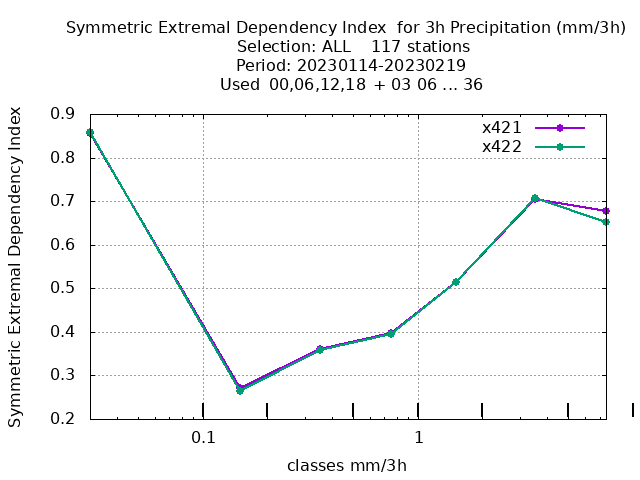 Symmetric Extremal Dependency Index  for 3h Precipitation (mm/3h)
Selection: ALL    117 stations
Period: 20230114-20230219
Used  00,06,12,18  + 03 06 ... 36
x421
x422
0.9
0.8
0.7
0.6
0.5
0.4
0.3
0.2
Symmetric Extremal Dependency Index
0.1
1
classes mm/3h